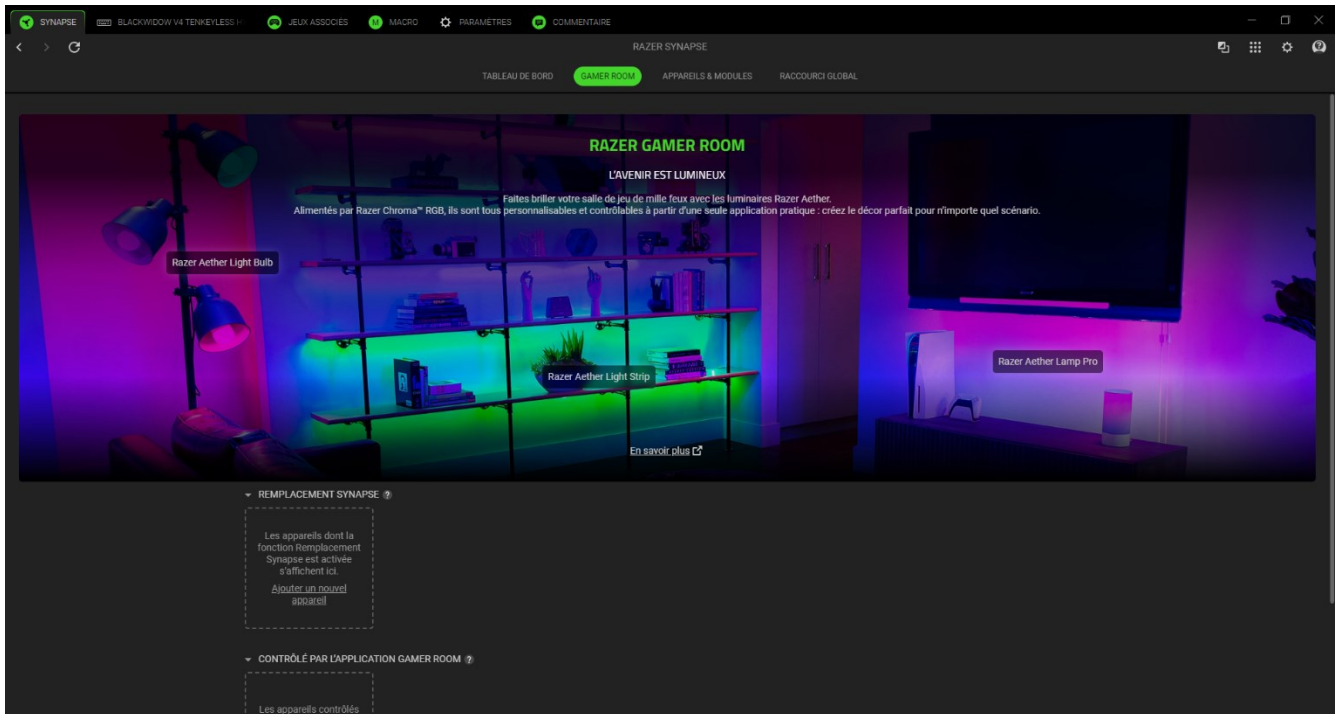 SYNAPSE
BLACKWIDOW V4 TENKEYLESS H
JEUX ASSOCIÉS
MACRO
PARAMÈTRES
COMMENTAIRE
RAZER SYNAPSE
TABLEAU DE BORD
GAMER ROOM
APPAREILS & MODULES
RACCOURCI GLOBAL
RAZER GAMER ROOM
L'AVENIR EST LUMINEUX
Faites briller votre salle de jeu de mille feux avec les luminaires Razer Aether.
Alimentés par Razer Chroma™ RGB, ils sont tous personnalisables et contrôlables à partir d'une seule application pratique : créez le décor parfait pour n'importe quel scénario.
Razer Aether Light Bulb
Razer Aether Light Strip
Razer Aether Lamp Pro
En savoir plus
REMPLACEMENT SYNAPSE ?
Les appareils dont la
fonction Remplacement
Synapse est activée
s'affichent ici.
Ajouter un nouvel
appareil
CONTRÔLÉ PAR L'APPLICATION GAMER ROOM ?
Les appareils contrôlés